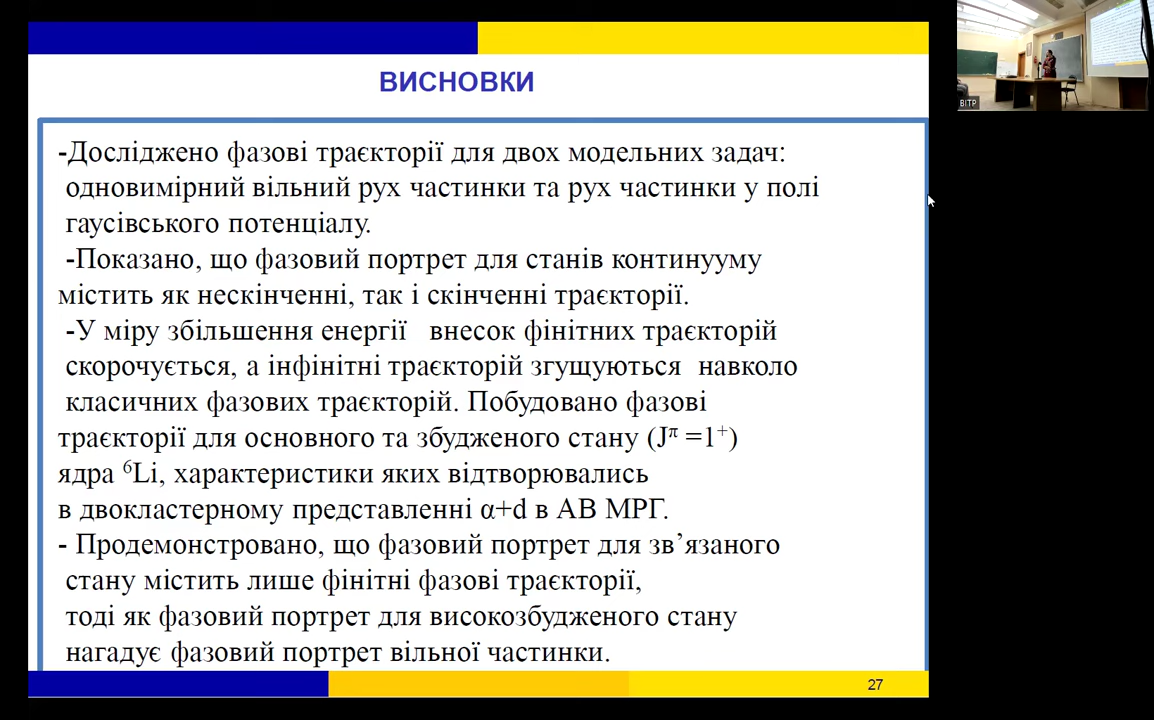 ВИСНОВКИ
-Досліджено фазові траєкторії для двох модельних задач:
одновимірний вільний рух частинки та рух частинки у полі
гаусівського потенціалу.
-Показано, що фазовий портрет для станів континууму
містить як нескінченні, так і скінченні траєкторії.
-У міру збільшення енергії внесок фінітних траєкторій
скорочується, а інфінітні траєкторій згущуються навколо
класичних фазових траєкторій. Побудовано фазові
траєкторії для основного та збудженого стану (Jπ =1⁺)
ядра ⁶Li, характеристики яких відтворювались
в двокластерному представленні α+d в АВ МРГ.
- Продемонстровано, що фазовий портрет для зв’язаного
стану містить лише фінітні фазові траєкторії,
тоді як фазовий портрет для високозбудженого стану
нагадує фазовий портрет вільної частинки.
27
ВІТР